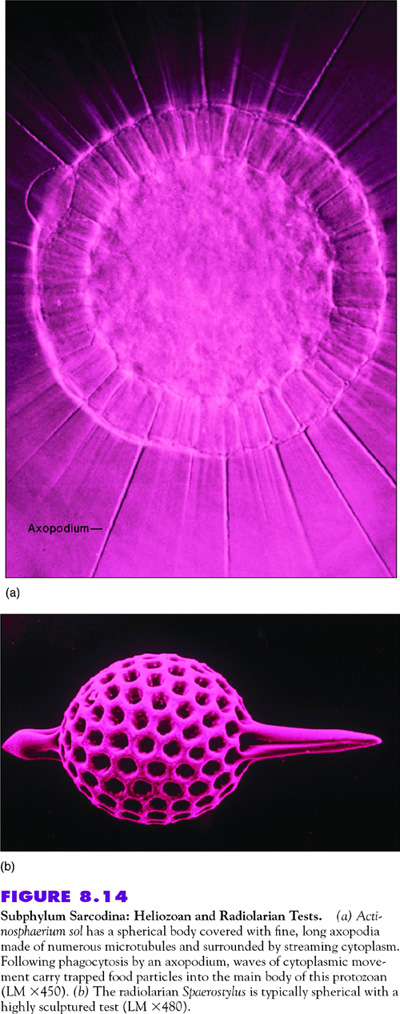 Axopodium
(a)
(b)
FIGURE 8.14
Subphylum Sarcodina: Heliozoan and Radiolarian Tests. (a) Acti-
nosphaerium sol has a spherical body covered with fine, long axopodia
made of numerous microtubules and surrounded by streaming cytoplasm.
Following phagocytosis by an axopodium, waves of cytoplasmic move-
ment carry trapped food particles into the main body of this protozoan
(LM ×450). (b) The radiolarian Spaerostylus is typically spherical with a
highly sculptured test (LM ×480).